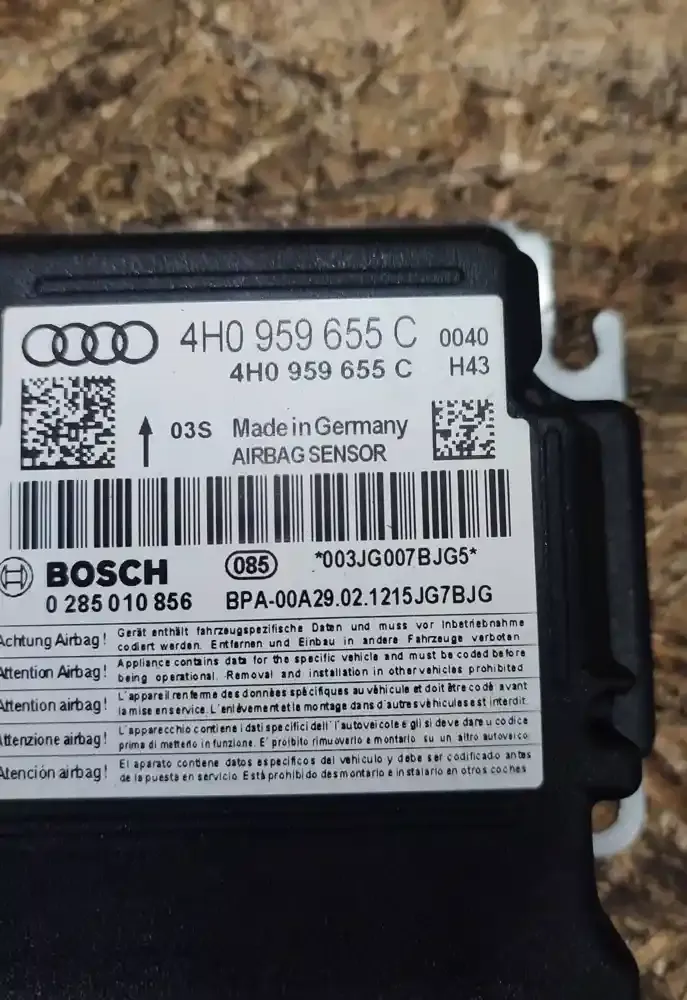 4H0 959 655 C 0040
4H0 959 655 C H43
03S Made in Germany
AIRBAG SENSOR
BOSCH 085 *003JG007BJG5*
0 285 010 856 BPA-00A29.02.1215JG7BJG
Achtung Airbag! Gerät enthält fahrzeugspezifische Daten und muss vor Inbetriebnahme
codiert werden. Entfernen und Einbau in andere Fahrzeuge verboten
Attention Airbag! Appliance contains data for the specific vehicle and must be coded before
being operational. Removal and installation in other vehicles prohibited
Attention airbag! L'appareil renferme des données spécifiques au véhicule et doit être codé avant
la mise en service. L'enlèvement et le montage dans d'autres véhicules est interdit.
Attenzione airbag! L'apparecchio contiene i dati specifici dell'autoveicolo e gli si deve dare u codice
prima di metterlo in funzione. E' proibito rimuoverlo e montarlo su un altro autoveico
Atención airbag! El aparato contiene datos específicos del vehículo y debe ser codificado antes
de la puesta en servicio Está prohibido desmontarlo e instalarlo en otros coches